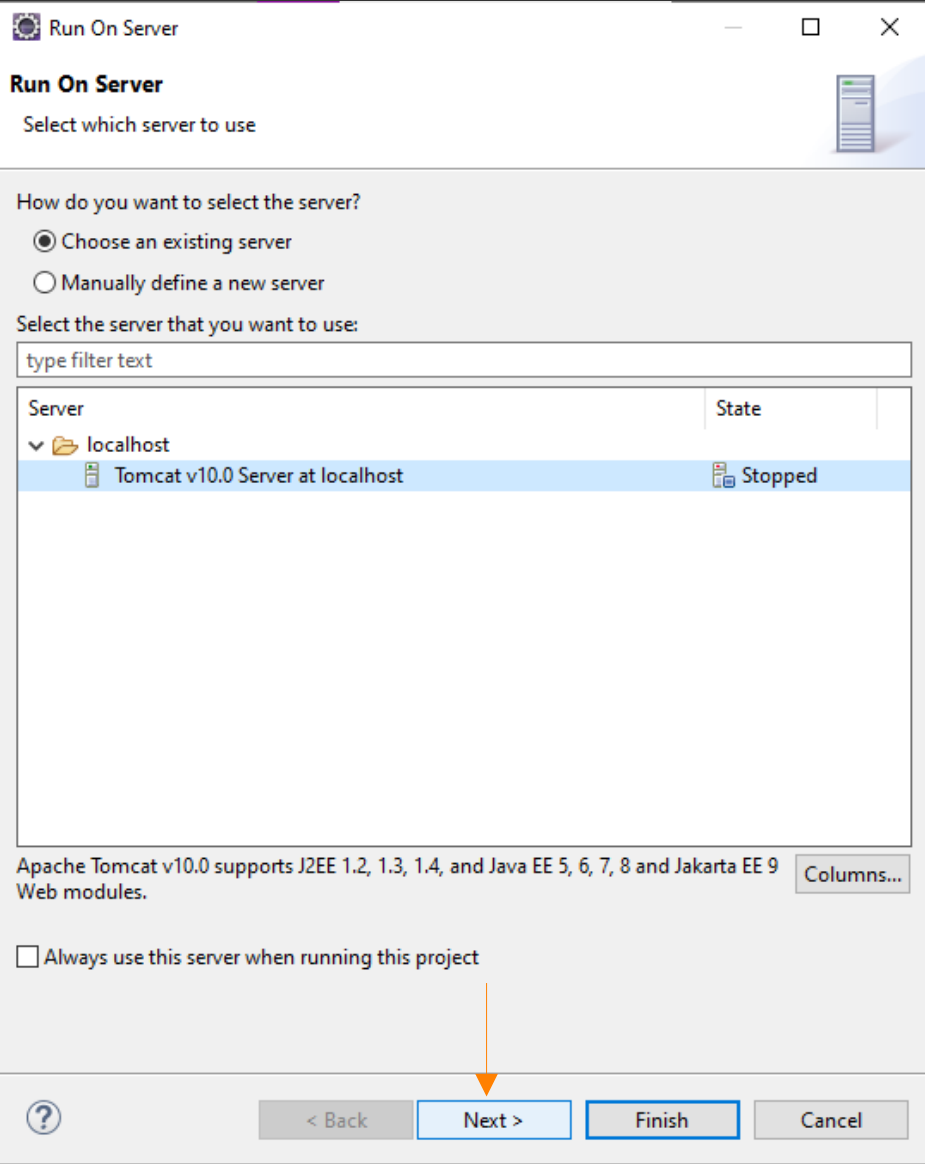 Run On Server
Run On Server
Select which server to use
How do you want to select the server?
Choose an existing server
Manually define a new server
Select the server that you want to use:
type filter text
Server State
localhost
Tomcat v10.0 Server at localhost Stopped
Apache Tomcat v10.0 supports J2EE 1.2, 1.3, 1.4, and Java EE 5, 6, 7, 8 and Jakarta EE 9
Web modules.
Columns...
Always use this server when running this project
? < Back Next > Finish Cancel